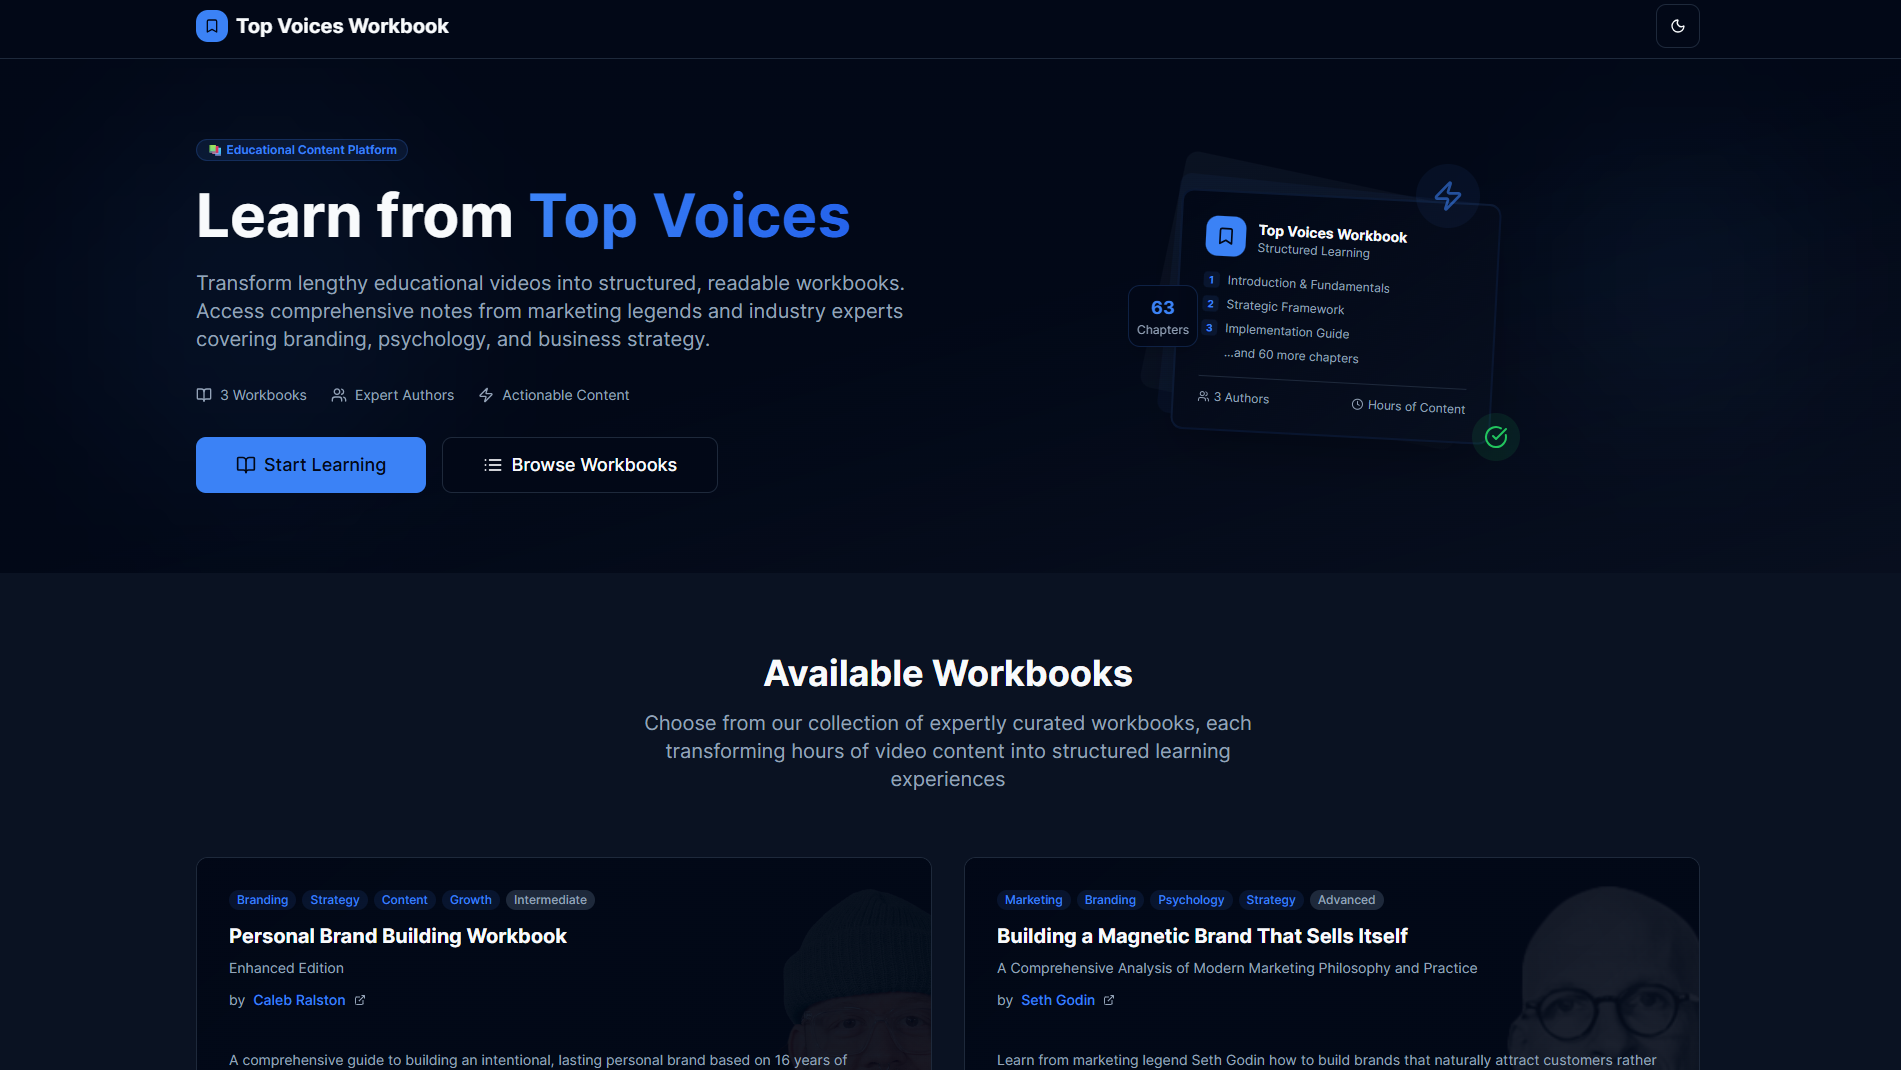 Top Voices Workbook
Educational Content Platform
Learn from Top Voices
Transform lengthy educational videos into structured, readable workbooks.
Access comprehensive notes from marketing legends and industry experts
covering branding, psychology, and business strategy.
3 Workbooks
Expert Authors
Actionable Content
Start Learning
Browse Workbooks
Top Voices Workbook
Structured Learning
1 Introduction & Fundamentals
2 Strategic Framework
3 Implementation Guide
...and 60 more chapters
3 Authors
Hours of Content
63
Chapters
Available Workbooks
Choose from our collection of expertly curated workbooks, each
transforming hours of video content into structured learning
experiences
Branding Strategy Content Growth Intermediate
Personal Brand Building Workbook
Enhanced Edition
by Caleb Ralston
A comprehensive guide to building an intentional, lasting personal brand based on 16 years of
Marketing Branding Psychology Strategy Advanced
Building a Magnetic Brand That Sells Itself
A Comprehensive Analysis of Modern Marketing Philosophy and Practice
by Seth Godin
Learn from marketing legend Seth Godin how to build brands that naturally attract customers rather